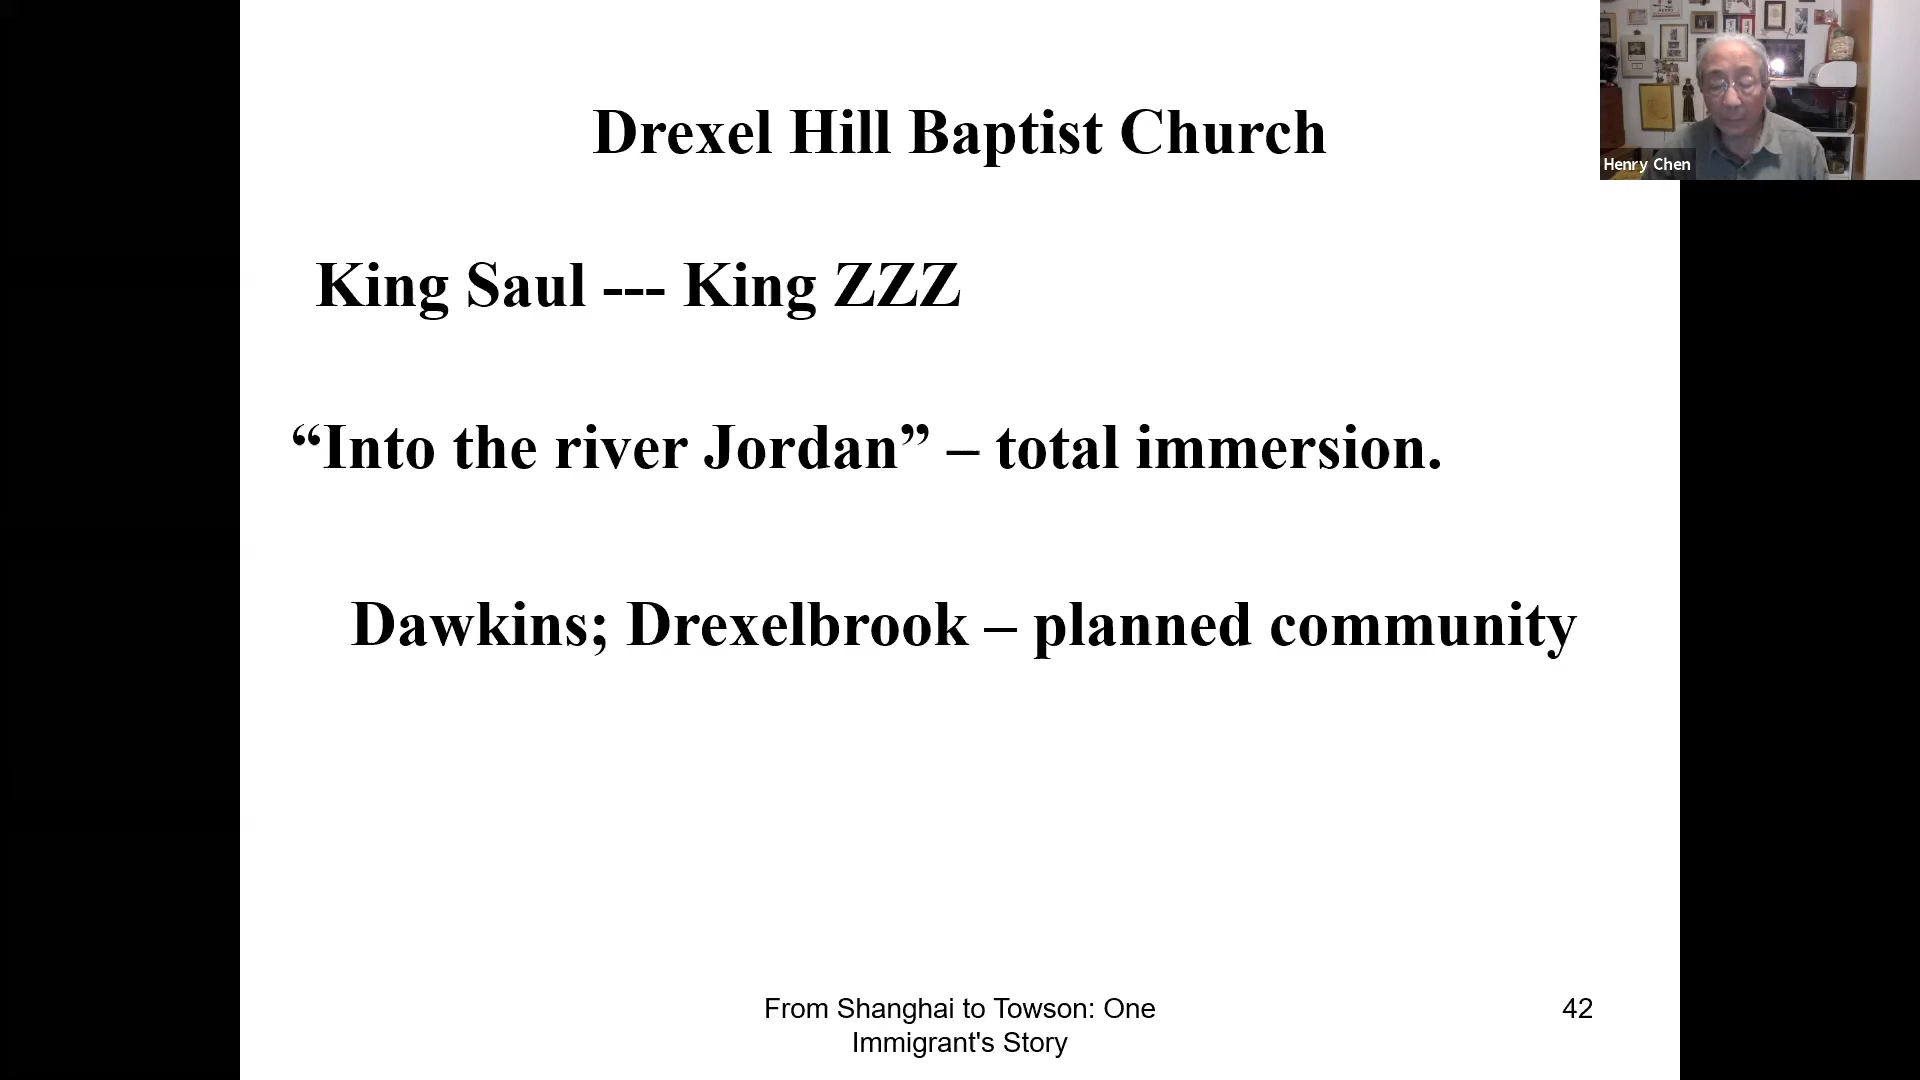 Drexel Hill Baptist Church
King Saul --- King ZZZ
“Into the river Jordan” – total immersion.
Dawkins; Drexelbrook – planned community
From Shanghai to Towson: One
Immigrant's Story
42
Henry Chen